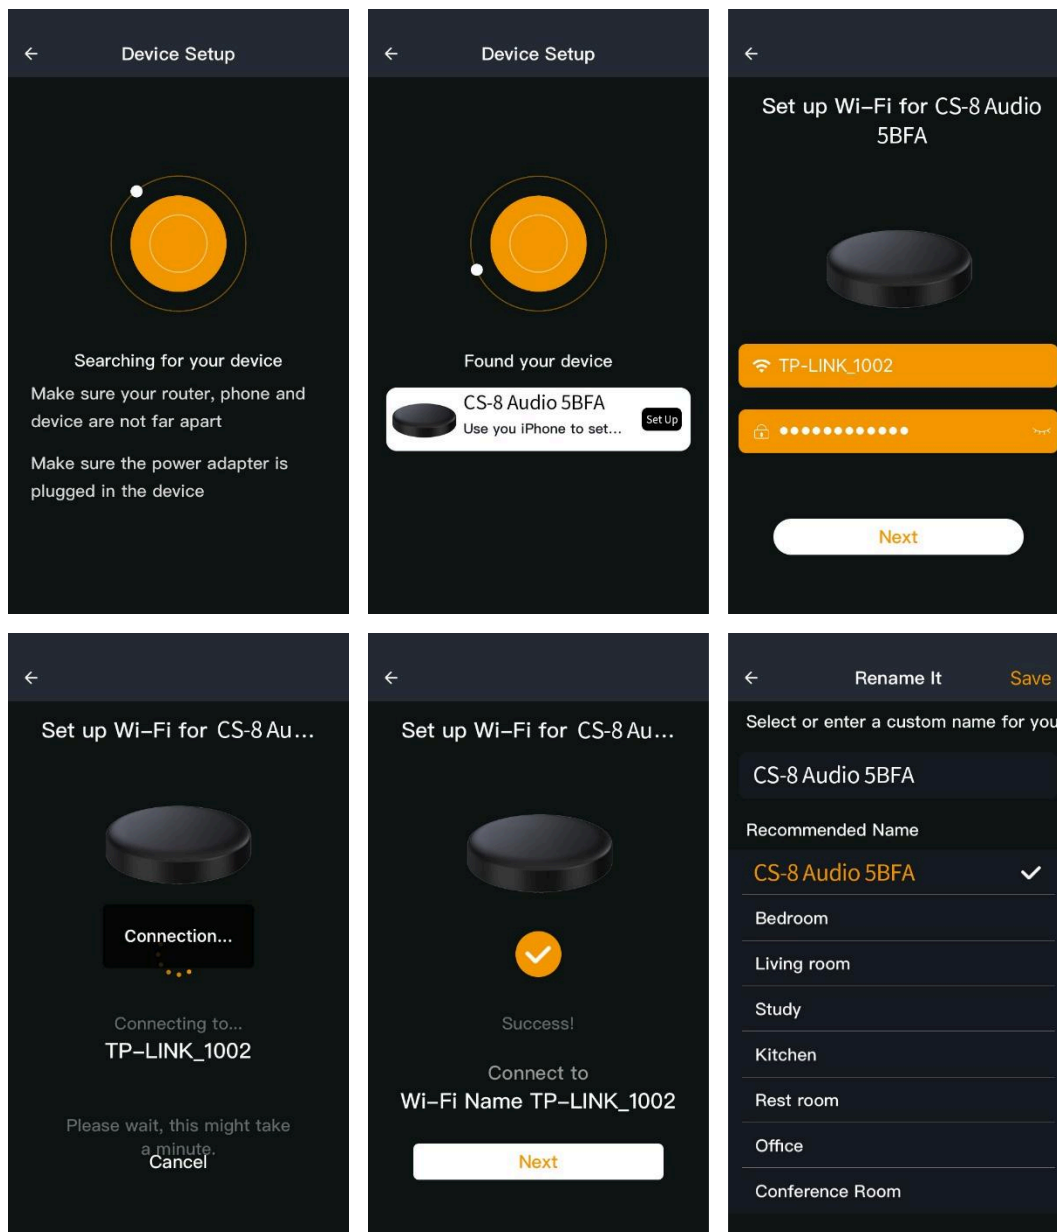 Device Setup
Searching for your device
Make sure your router, phone and
device are not far apart
Make sure the power adapter is
plugged in the device
Device Setup
Found your device
CS-8 Audio 5BFA
Use you iPhone to set...
Set Up
Set up Wi-Fi for CS-8 Audio
5BFA
TP-LINK_1002
Next
Set up Wi-Fi for CS-8 Au...
Connection...
Connecting to...
TP-LINK_1002
Please wait, this might take
a minute.
Cancel
Set up Wi-Fi for CS-8 Au...
Success!
Connect to
Wi-Fi Name TP-LINK_1002
Next
Rename It
Save
Select or enter a custom name for you
CS-8 Audio 5BFA
Recommended Name
CS-8 Audio 5BFA
Bedroom
Living room
Study
Kitchen
Rest room
Office
Conference Room